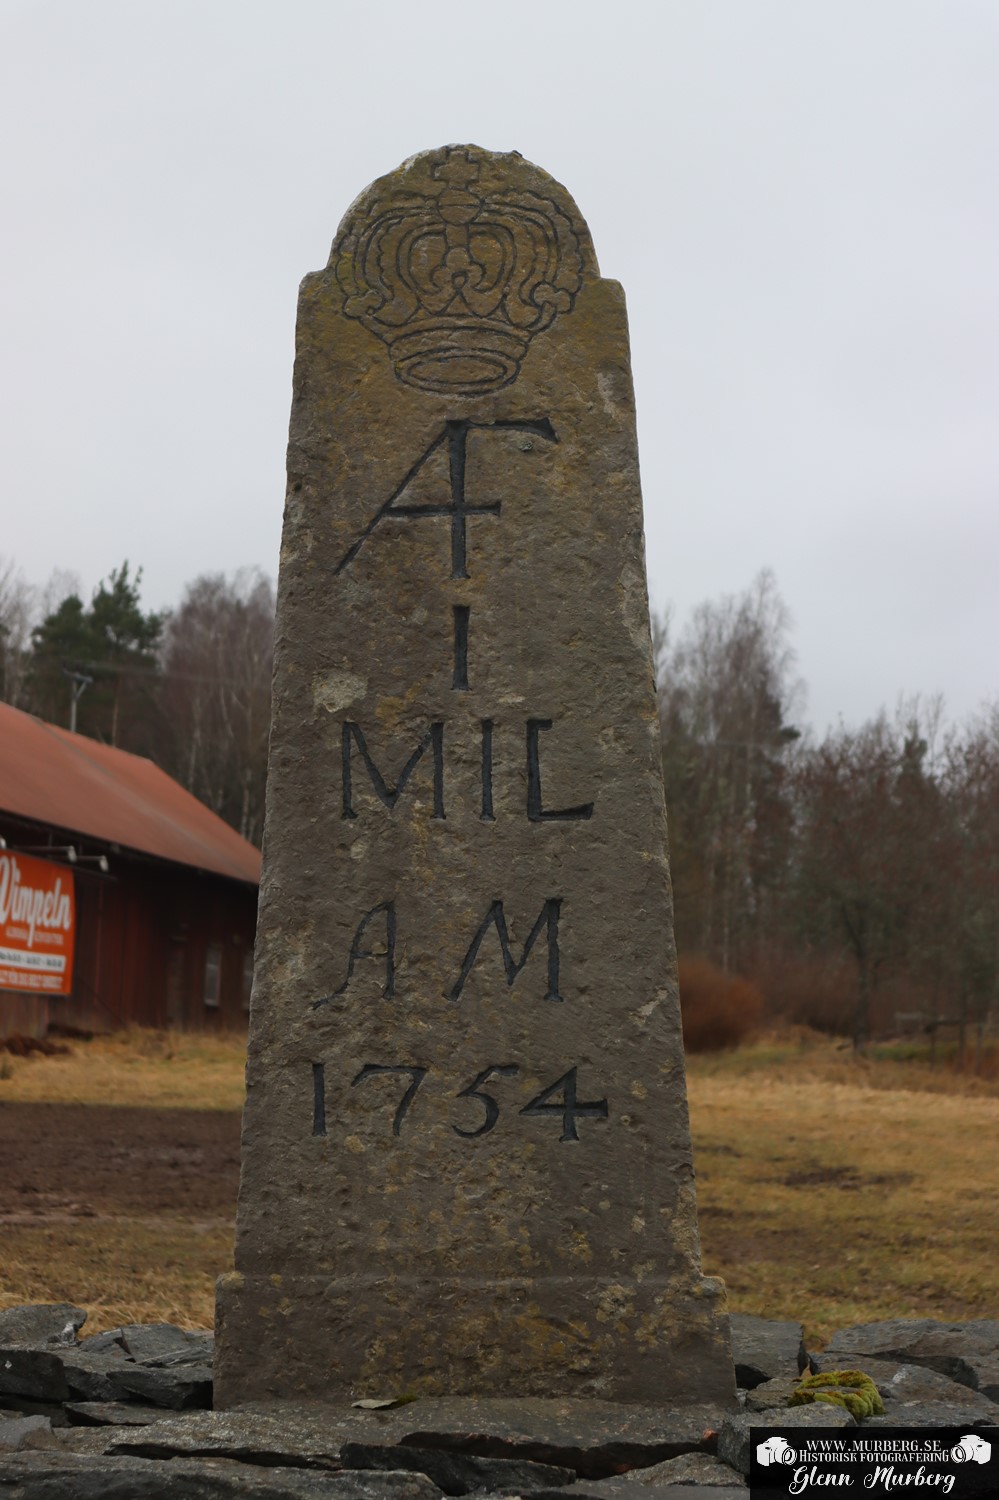 AF
1
MIL
AM
1754
Vimpeln
WWW.MURBERG.SE
HISTORISK FOTOGRAFERING
Glenn Murberg